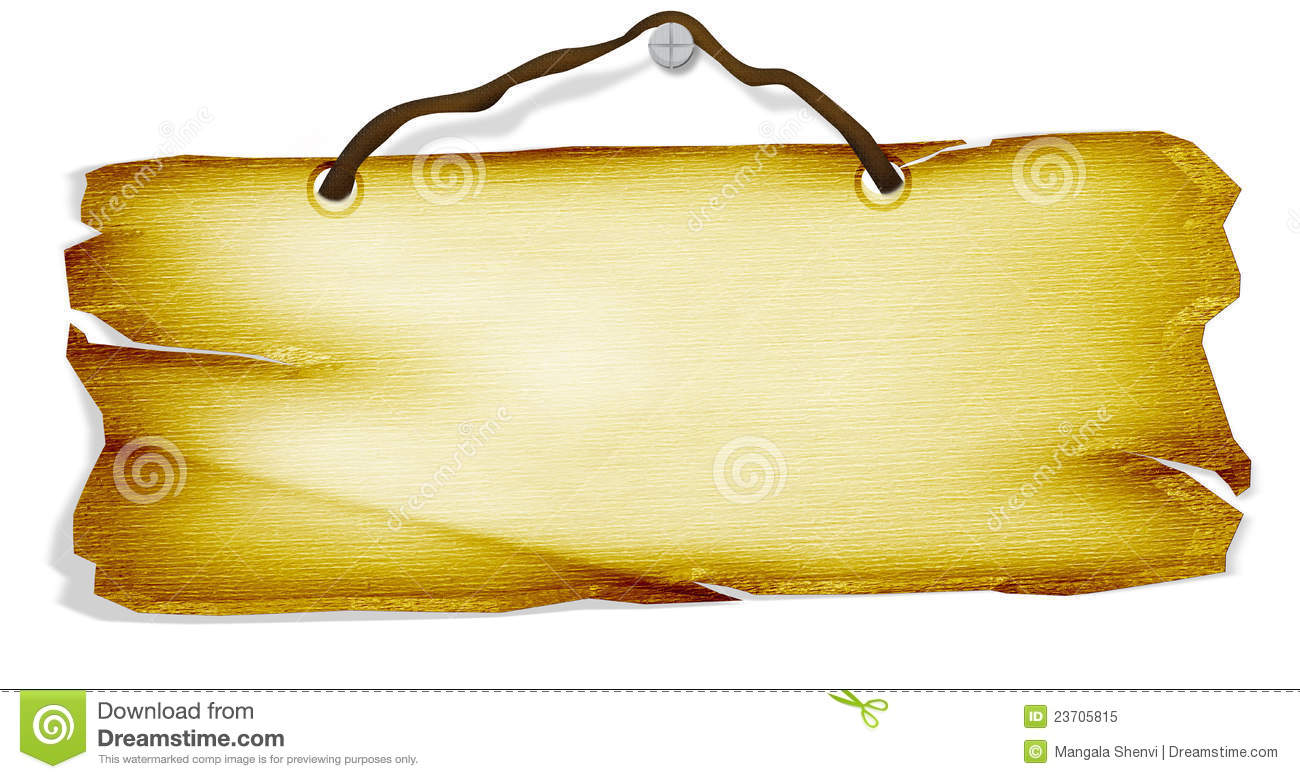 dreamstime
dreamstime
dreamstime
dreamstime
Download from
Dreamstime.com
This watermarked comp image is for previewing purposes only.
ID 23705815
© Mangala Shenvi | Dreamstime.com